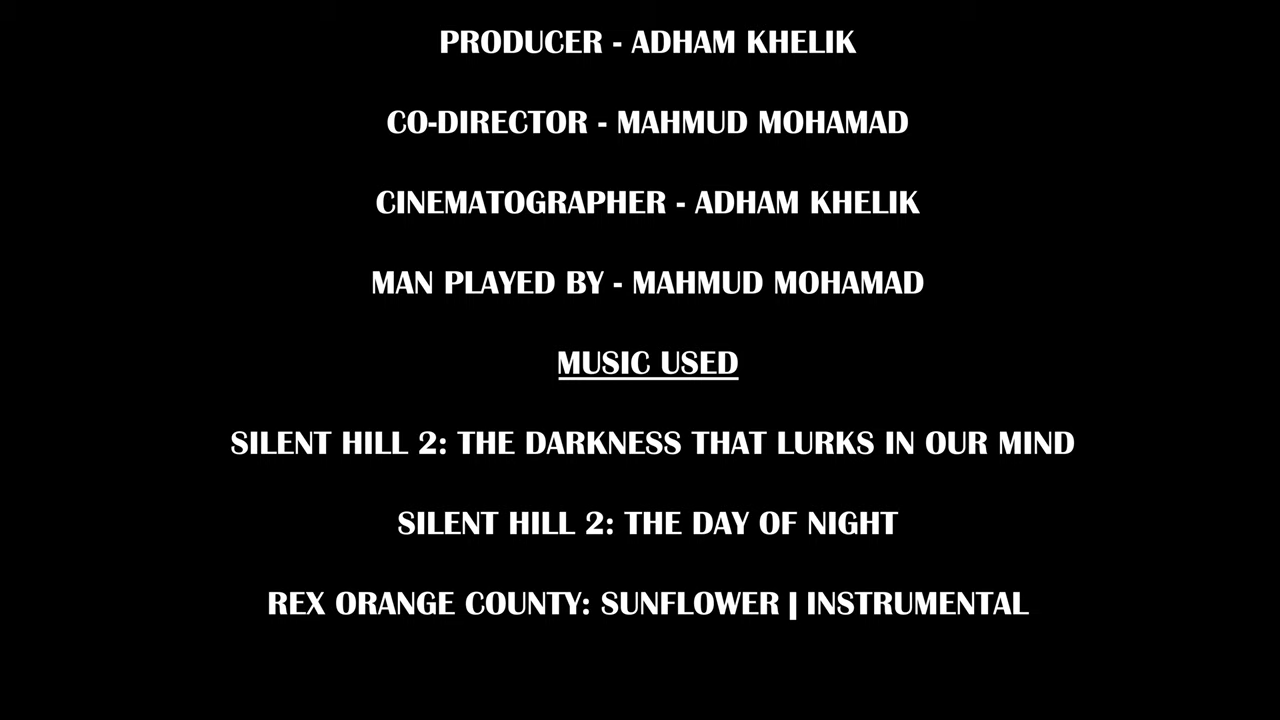 PRODUCER - ADHAM KHELIK
CO-DIRECTOR - MAHMUD MOHAMAD
CINEMATOGRAPHER - ADHAM KHELIK
MAN PLAYED BY - MAHMUD MOHAMAD
MUSIC USED
SILENT HILL 2: THE DARKNESS THAT LURKS IN OUR MIND
SILENT HILL 2: THE DAY OF NIGHT
REX ORANGE COUNTY: SUNFLOWER | INSTRUMENTAL